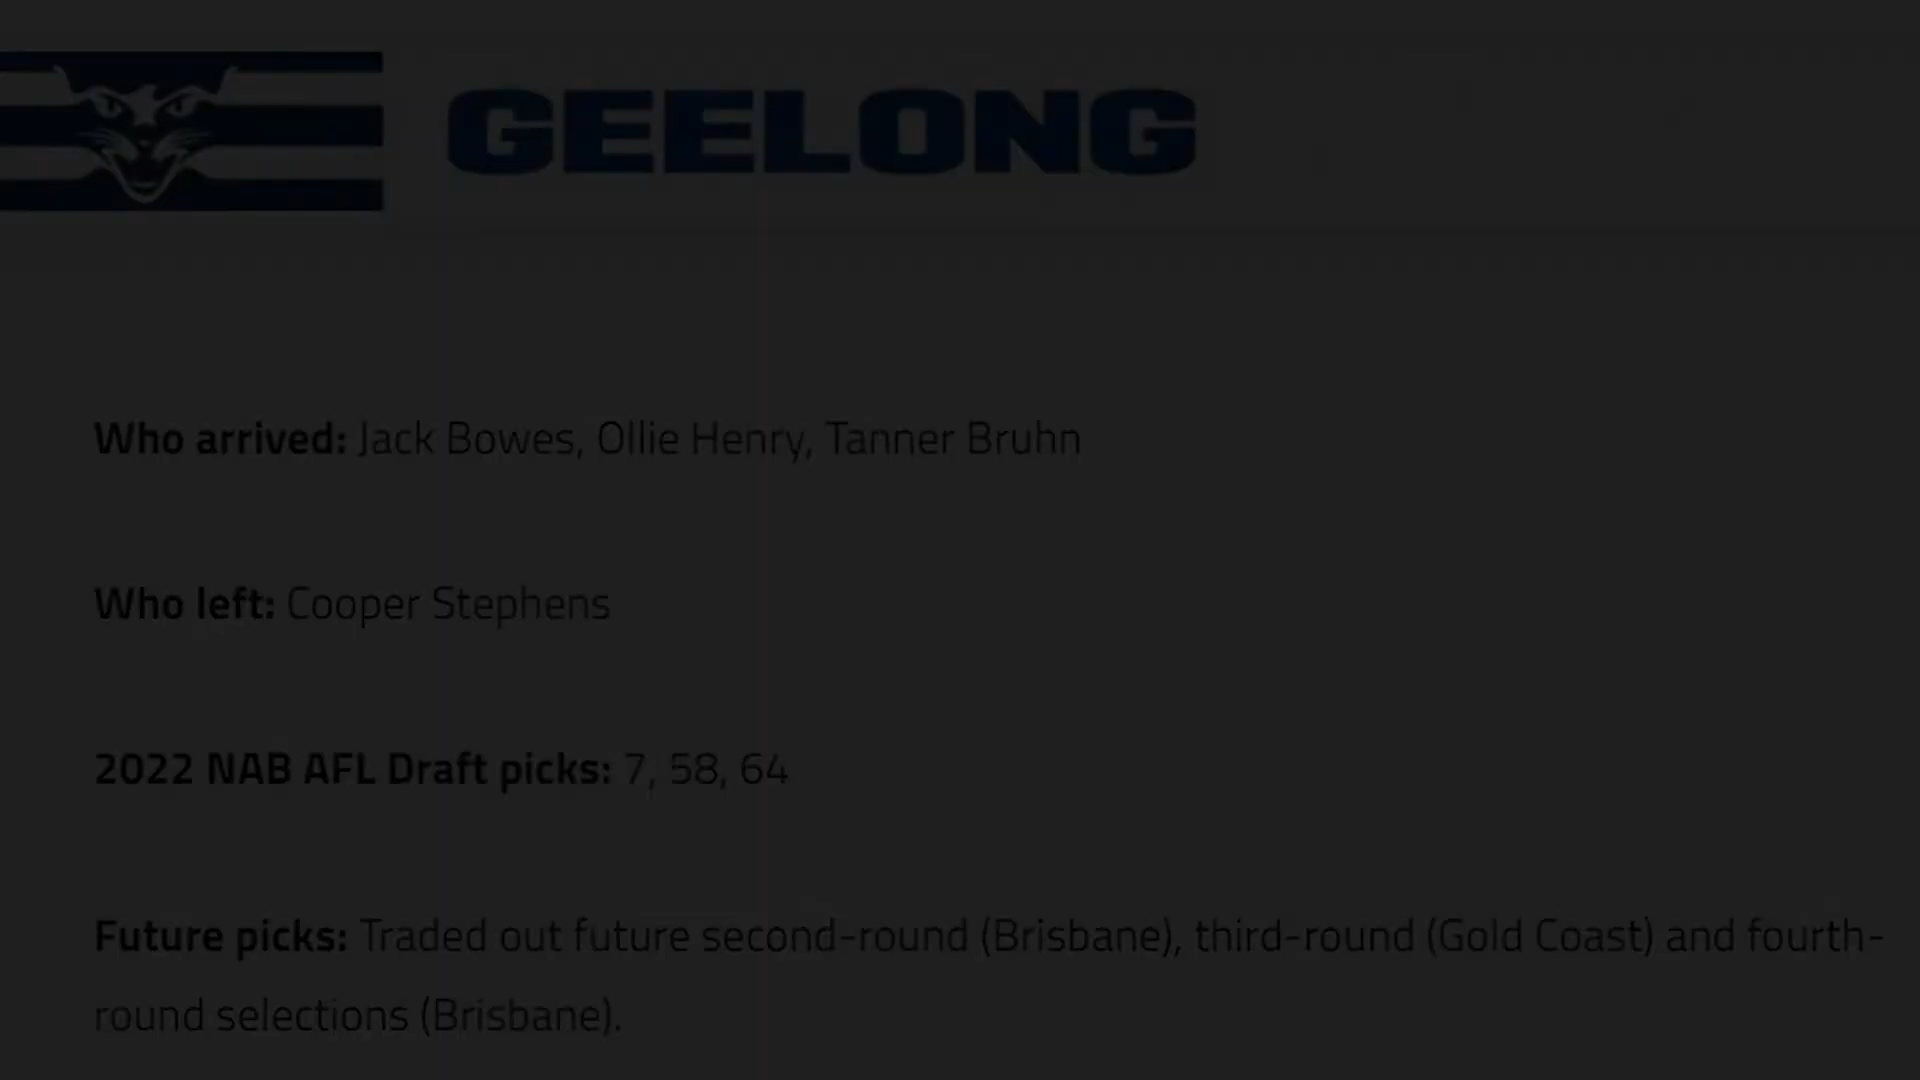 GEELONG
Who arrived: Jack Bowes, Ollie Henry, Tanner Bruhn
Who left: Cooper Stephens
2022 NAB AFL Draft picks: 7, 58, 64
Future picks: Traded out future second-round (Brisbane), third-round (Gold Coast) and fourth-
round selections (Brisbane).